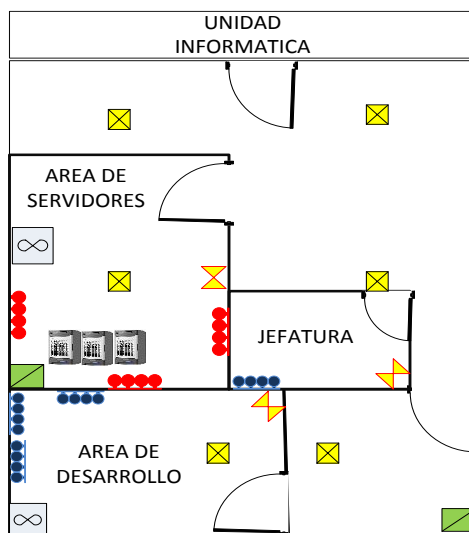 UNIDAD
INFORMATICA
AREA DE
SERVIDORES
JEFATURA
AREA DE
DESARROLLO